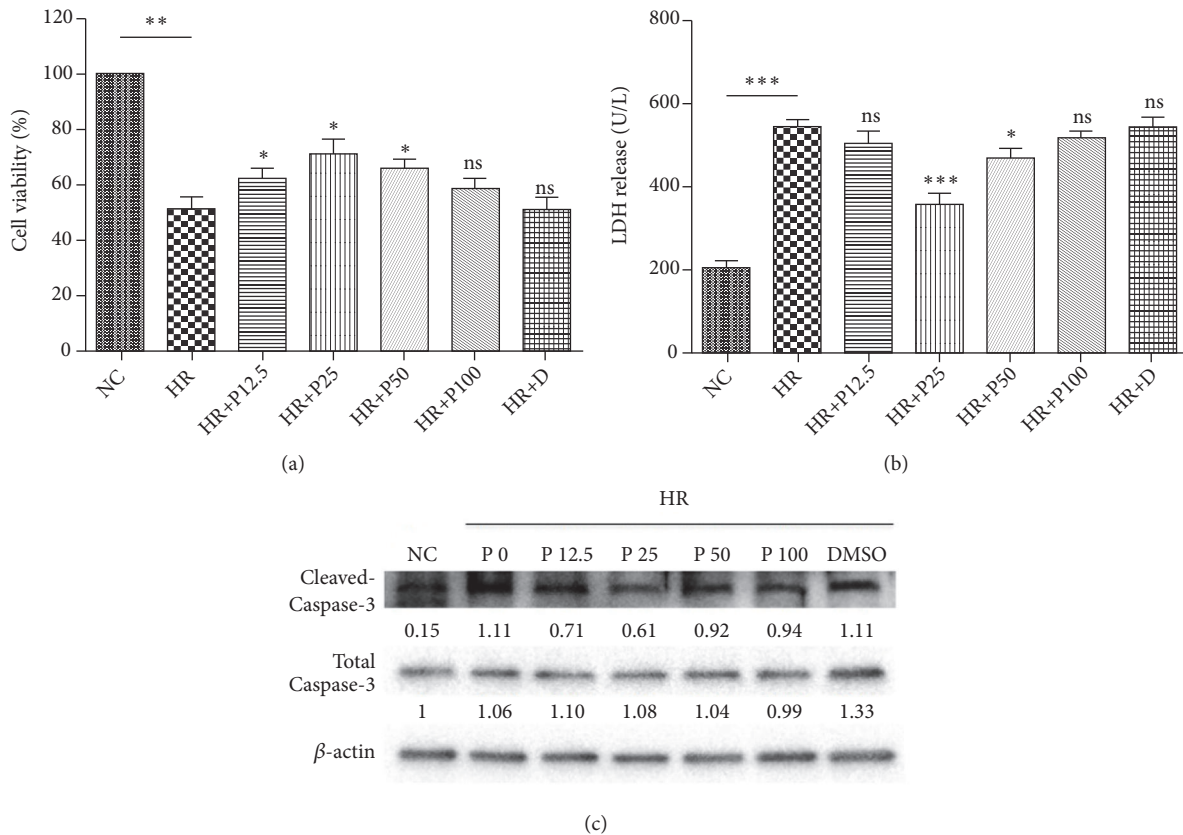 Cell viability (%)
120
100
80
60
40
20
0
**
*
*
*
ns
ns
NC
HR
HR+P12.5
HR+P25
HR+P50
HR+P100
HR+D
(a)
LDH release (U/L)
800
600
400
200
0
***
ns
***
*
ns
ns
NC
HR
HR+P12.5
HR+P25
HR+P50
HR+P100
HR+D
(b)
HR
NC P 0 P 12.5 P 25 P 50 P 100 DMSO
Cleaved-
Caspase-3
0.15 1.11 0.71 0.61 0.92 0.94 1.11
Total
Caspase-3
1 1.06 1.10 1.08 1.04 0.99 1.33
β-actin
(c)